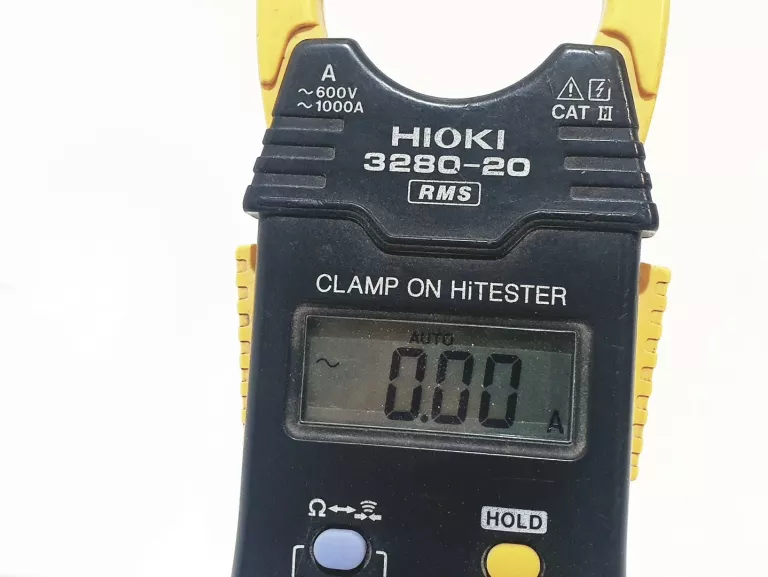 A
~600V
~1000A
CAT III
HIOKI
3280-20
RMS
CLAMP ON HiTESTER
AUTO
~ 0.00 A
Ω
HOLD